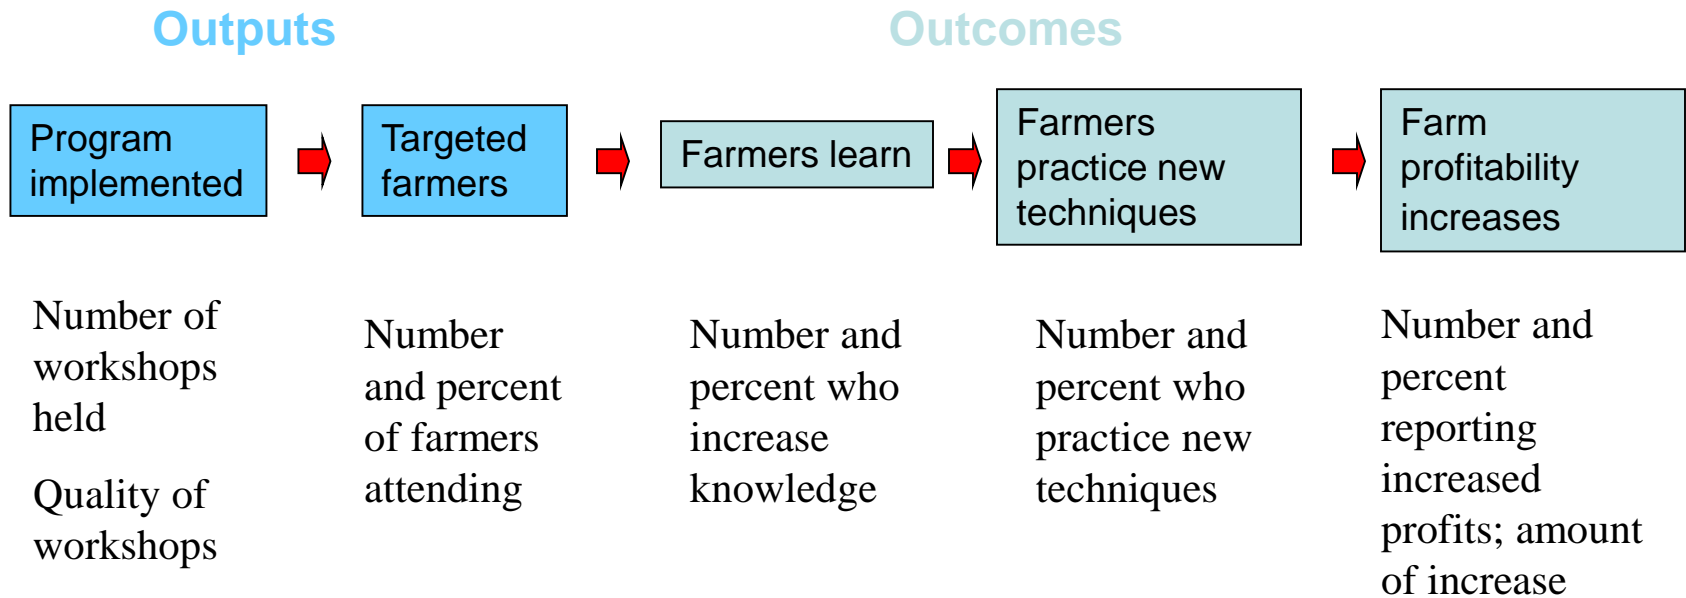 Outputs
Outcomes
Program
implemented
Targeted
farmers
Farmers learn
Farmers
practice new
techniques
Farm
profitability
increases
Number of
workshops
held
Quality of
workshops
Number
and percent
of farmers
attending
Number and
percent who
increase
knowledge
Number and
percent who
practice new
techniques
Number and
percent
reporting
increased
profits; amount
of increase